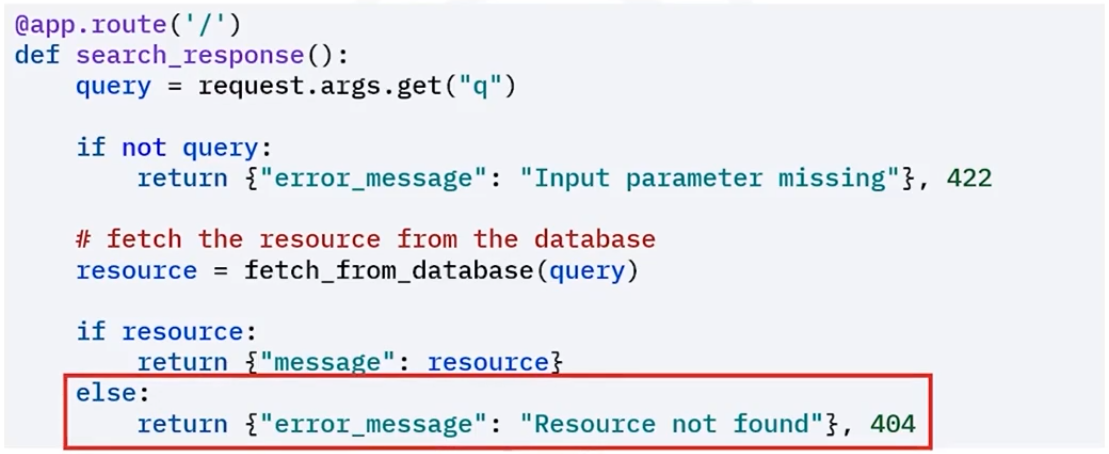 @app.route('/')
def search_response():
    query = request.args.get("q")

    if not query:
        return {"error_message": "Input parameter missing"}, 422

    # fetch the resource from the database
    resource = fetch_from_database(query)

    if resource:
        return {"message": resource}
    else:
        return {"error_message": "Resource not found"}, 404